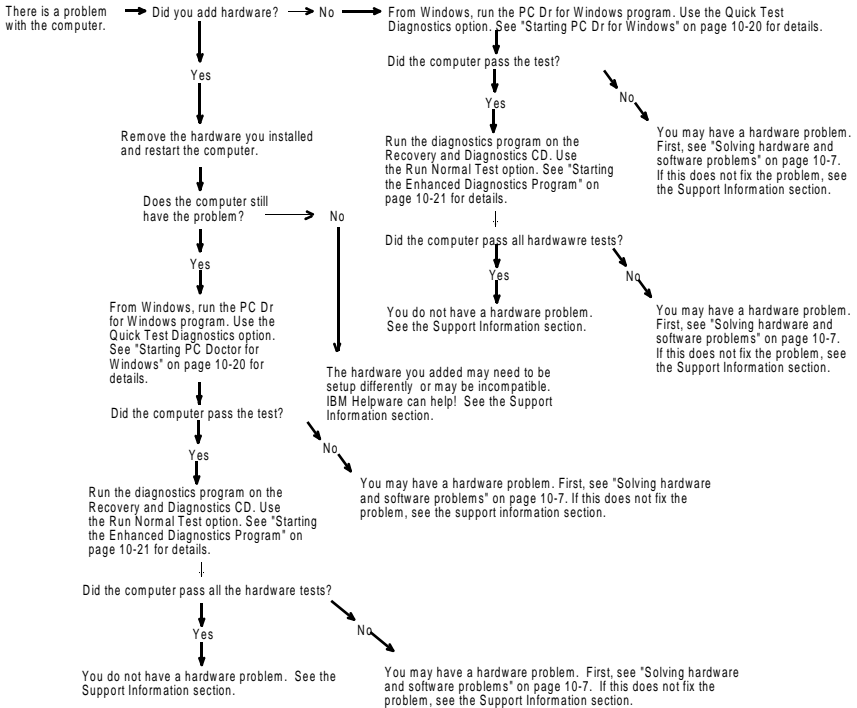 There is a problem
with the computer.
Did you add hardware?
No
From Windows, run the PC Dr for Windows program. Use the Quick Test
Diagnostics option. See "Starting PC Dr for Windows" on page 10-20 for details.
Did the computer pass the test?
Yes
No
You may have a hardware problem.
First, see "Solving hardware and
software problems" on page 10-7.
If this does not fix the problem, see
the Support Information section.
Run the diagnostics program on the
Recovery and Diagnostics CD. Use
the Run Normal Test option. See "Starting
the Enhanced Diagnostics Program" on
page 10-21 for details.
Did the computer pass all hardwawre tests?
Yes
No
You do not have a hardware problem.
See the Support Information section.
You may have a hardware problem.
First, see "Solving hardware and
software problems" on page 10-7.
If this does not fix the problem, see
the Support Information section.
Yes
Remove the hardware you installed
and restart the computer.
Does the computer still
have the problem?
No
The hardware you added may need to be
setup differently or may be incompatible.
IBM Helpware can help! See the Support
Information section.
Yes
From Windows, run the PC Dr
for Windows program. Use the
Quick Test Diagnostics option.
See "Starting PC Doctor for
Windows" on page 10-20 for
details.
Did the computer pass the test?
No
You may have a hardware problem. First, see "Solving hardware
and software problems" on page 10-7. If this does not fix the
problem, see the support information section.
Yes
Run the diagnostics program on the
Recovery and Diagnostics CD. Use
the Run Normal Test option. See "Starting
the Enhanced Diagnostics Program" on
page 10-21 for details.
Did the computer pass all the hardware tests?
Yes
No
You do not have a hardware problem. See the
Support Information section.
You may have a hardware problem. First, see "Solving hardware
and software problems" on page 10-7. If this does not fix the
problem, see the Support Information section.